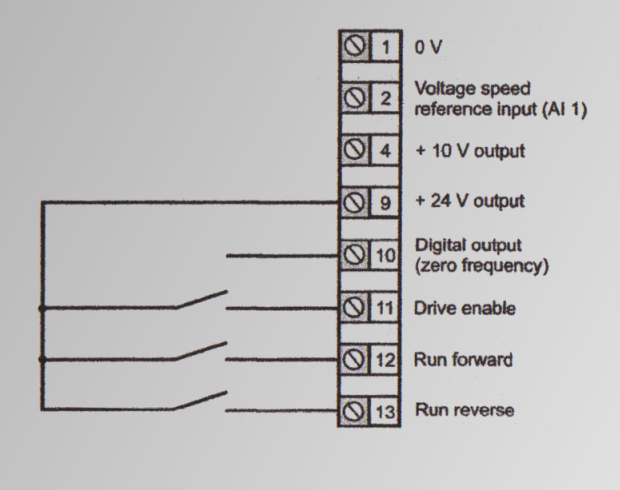 1 0 V
2 Voltage speed
reference input (AI 1)
4 + 10 V output
9 + 24 V output
10 Digital output
(zero frequency)
11 Drive enable
12 Run forward
13 Run reverse